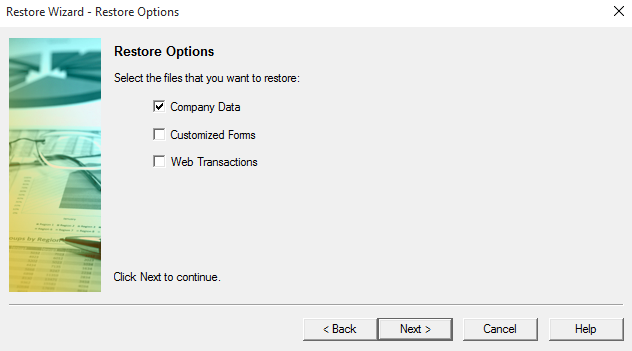 Restore Wizard - Restore Options
Restore Options
Select the files that you want to restore:
Company Data
Customized Forms
Web Transactions
Click Next to continue.
< Back
Next >
Cancel
Help